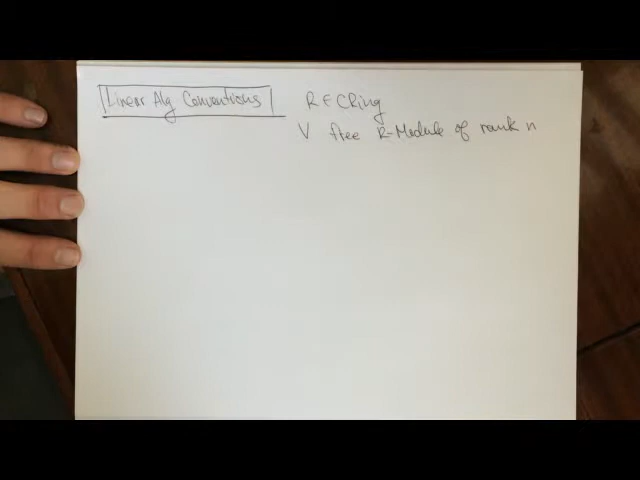 Linear Alg Conventions
R ∈ CRing
V free R-Module of rank n